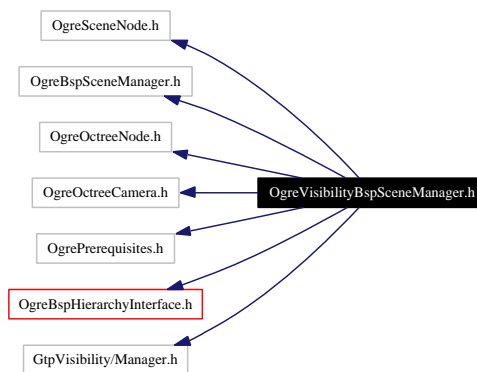 OgreSceneNode.h
OgreBspSceneManager.h
OgreOctreeNode.h
OgreOctreeCamera.h
OgreVisibilityBspSceneManager.h
OgrePrerequisites.h
OgreBspHierarchyInterface.h
GtpVisibility/Manager.h